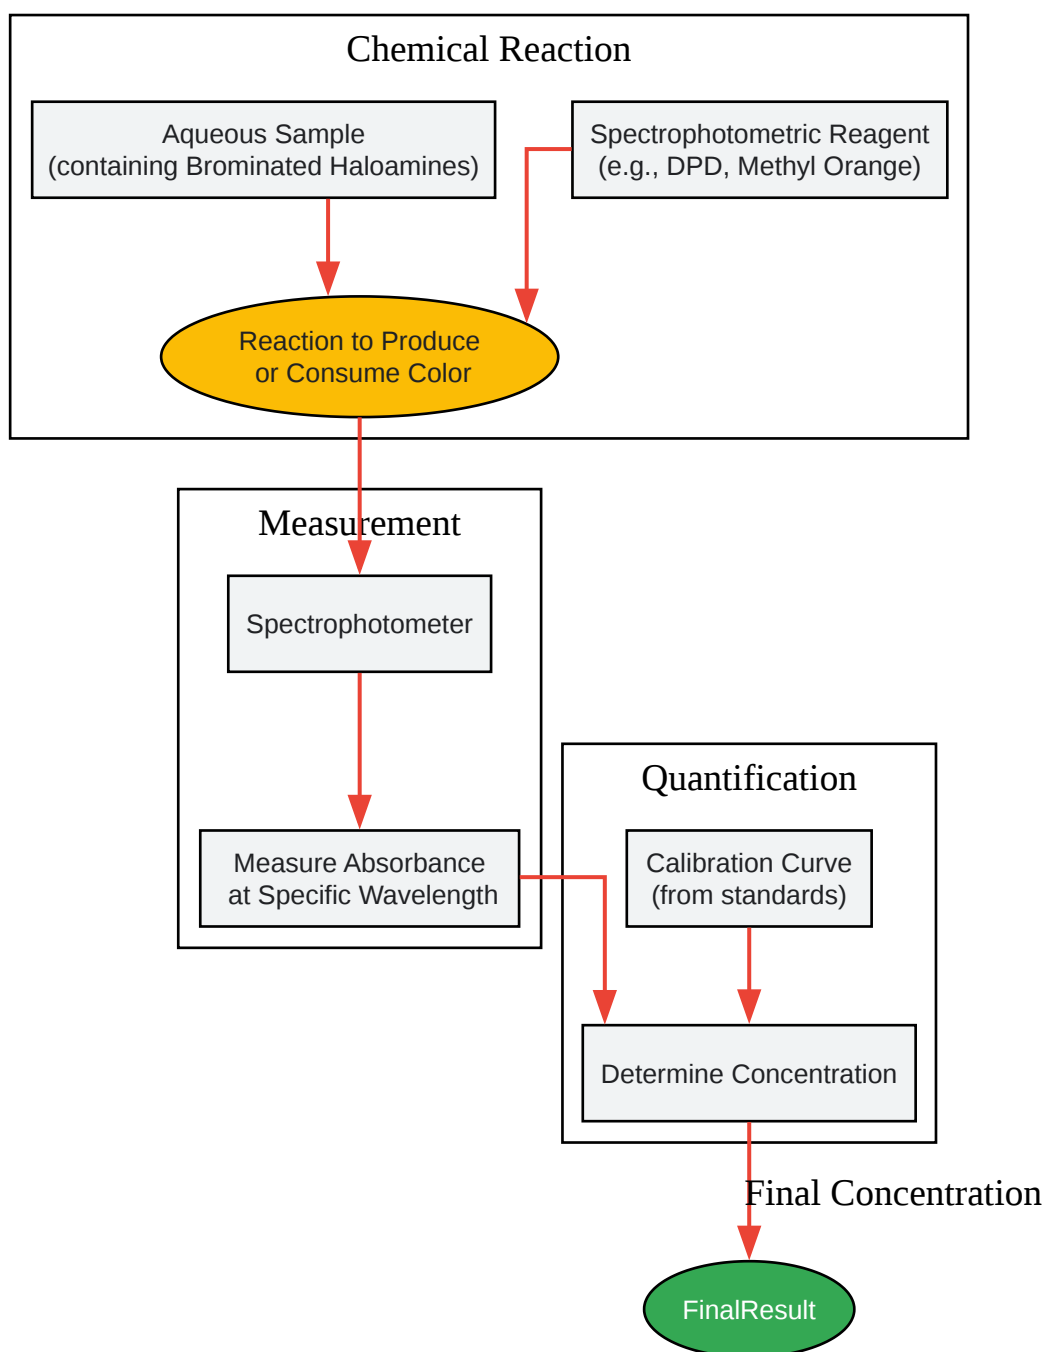 Chemical Reaction
Aqueous Sample
(containing Brominated Haloamines)
Spectrophotometric Reagent
(e.g., DPD, Methyl Orange)
Reaction to Produce
or Consume Color
Measurement
Spectrophotometer
Measure Absorbance
at Specific Wavelength
Quantification
Calibration Curve
(from standards)
Determine Concentration
Final Concentration
FinalResult